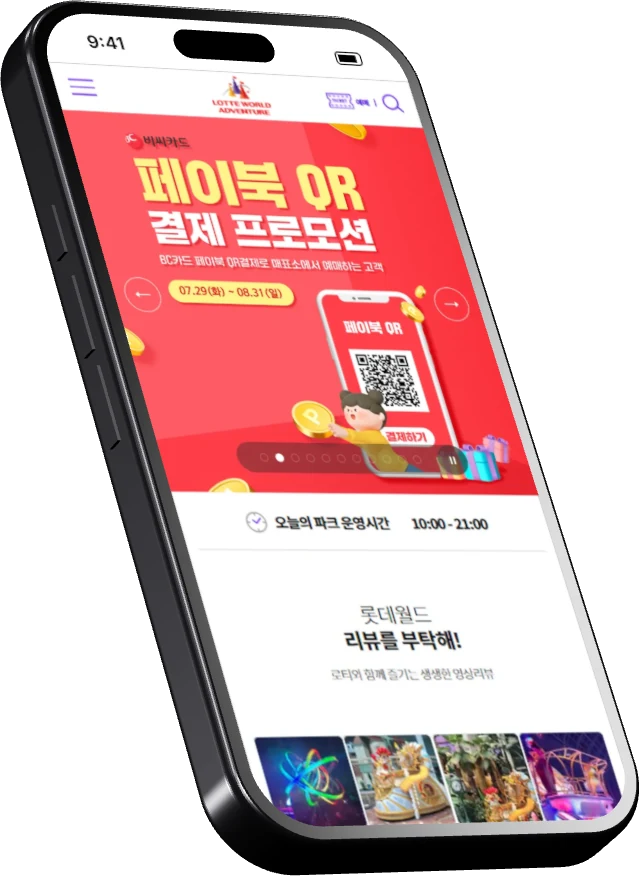 9:41
LOTTE WORLD
ADVENTURE
TICKET 예매
비씨카드
페이북 QR
결제 프로모션
BC카드 페이북 QR결제로 매표소에서 예매하는 고객
07.29(화) ~ 08.31(일)
페이북 QR
결제하기
P
오늘의 파크 운영시간 10:00 - 21:00
롯데월드
리뷰를 부탁해!
로티와 함께 즐기는 생생한 영상리뷰